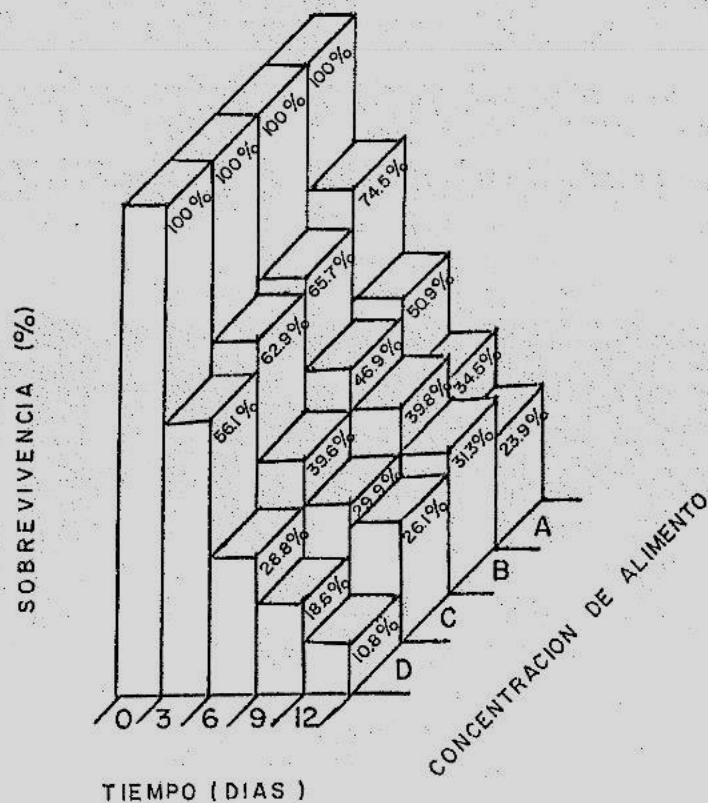 100%
100%
100%
100%
74.5%
65.7%
62.9%
56.1%
50.9%
46.9%
39.6%
28.8%
34.5%
39.8%
29.9%
18.6%
23.9%
31.3%
26.1%
10.8%
A
B
C
D
0 3 6 9 12
SOBREVIVENCIA (%)
TIEMPO (DIAS)
CONCENTRACION DE ALIMENTO